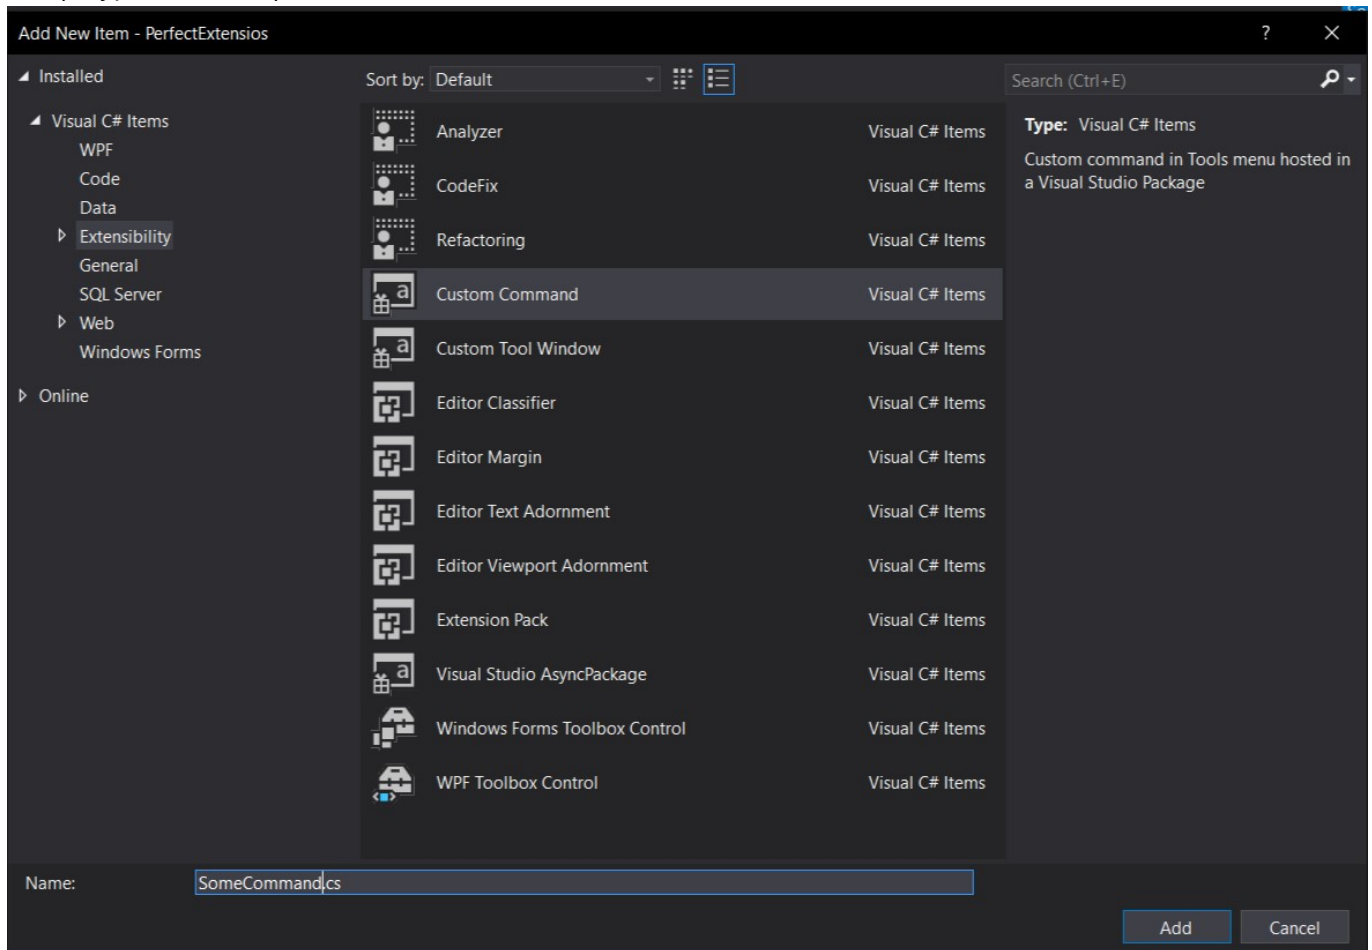 Add New Item - PerfectExtensios ?
Installed
Sort by: Default
Search (Ctrl+E)
Visual C# Items
WPF
Code
Data
Extensibility
General
SQL Server
Web
Windows Forms
Online
Analyzer Visual C# Items
CodeFix Visual C# Items
Refactoring Visual C# Items
Custom Command Visual C# Items
Custom Tool Window Visual C# Items
Editor Classifier Visual C# Items
Editor Margin Visual C# Items
Editor Text Adornment Visual C# Items
Editor Viewport Adornment Visual C# Items
Extension Pack Visual C# Items
Visual Studio AsyncPackage Visual C# Items
Windows Forms Toolbox Control Visual C# Items
WPF Toolbox Control Visual C# Items
Type: Visual C# Items
Custom command in Tools menu hosted in
a Visual Studio Package
Name: SomeCommand.cs
Add Cancel